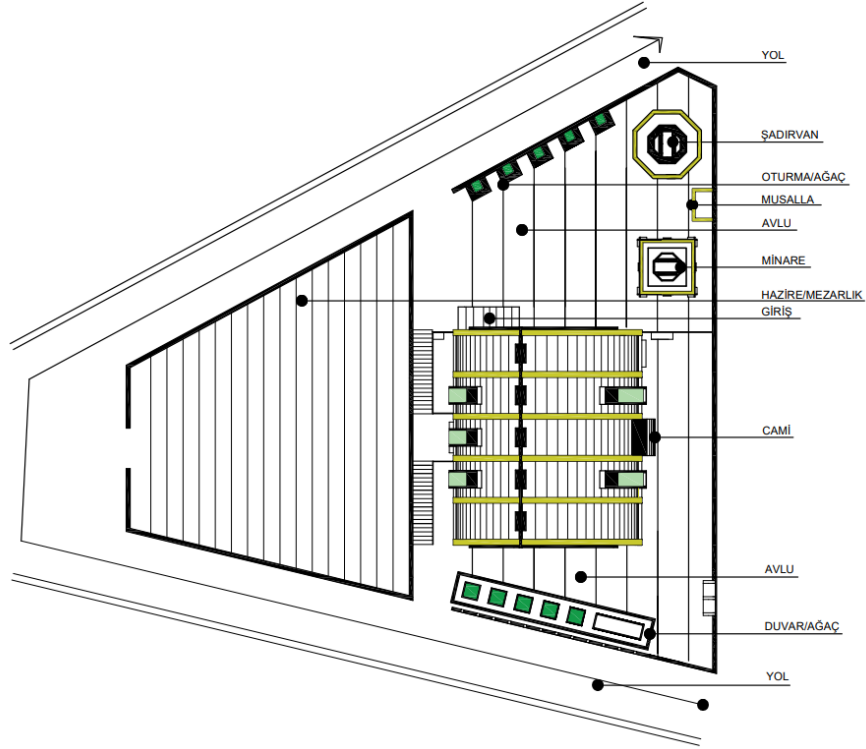 YOL
ŞADIRVAN
OTURMA/AĞAÇ
MUSALLA
AVLU
MİNARE
HAZİRE/MEZARLIK
GİRİŞ
CAMİ
AVLU
DUVAR/AĞAÇ
YOL